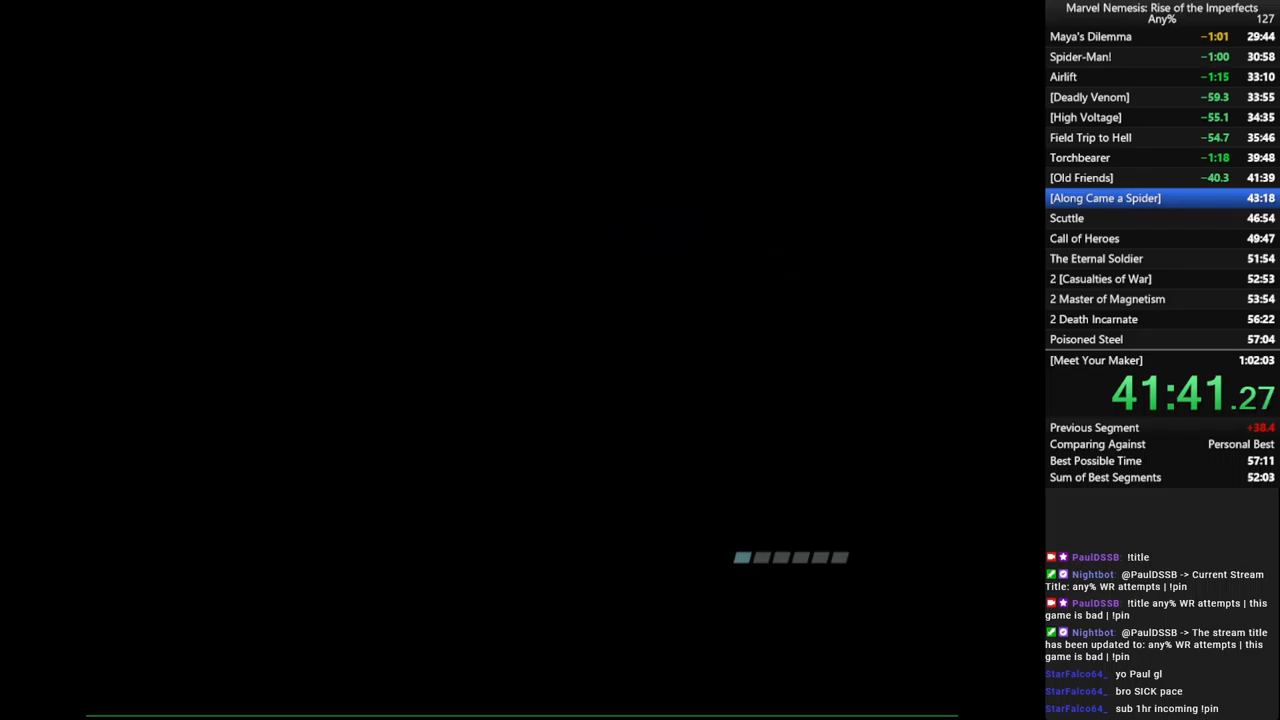 Marvel Nemesis: Rise of the Imperfects
Any% 127
Maya's Dilemma −1:01 29:44
Spider-Man! −1:00 30:58
Airlift −1:15 33:10
[Deadly Venom] −59.3 33:55
[High Voltage] −55.1 34:35
Field Trip to Hell −54.7 35:46
Torchbearer −1:18 39:48
[Old Friends] −40.3 41:39
[Along Came a Spider] 43:18
Scuttle 46:54
Call of Heroes 49:47
The Eternal Soldier 51:54
2 [Casualties of War] 52:53
2 Master of Magnetism 53:54
2 Death Incarnate 56:22
Poisoned Steel 57:04
[Meet Your Maker] 1:02:03
41:41.27
Previous Segment +38.4
Comparing Against Personal Best
Best Possible Time 57:11
Sum of Best Segments 52:03
PaulDSSB: !title
Nightbot: @PaulDSSB -> Current Stream
Title: any% WR attempts | !pin
PaulDSSB: !title any% WR attempts | this
game is bad | !pin
Nightbot: @PaulDSSB -> The stream title
has been updated to: any% WR attempts | this
game is bad | !pin
StarFalco64_: yo Paul gl
StarFalco64_: bro SICK pace
StarFalco64_: sub 1hr incoming !pin